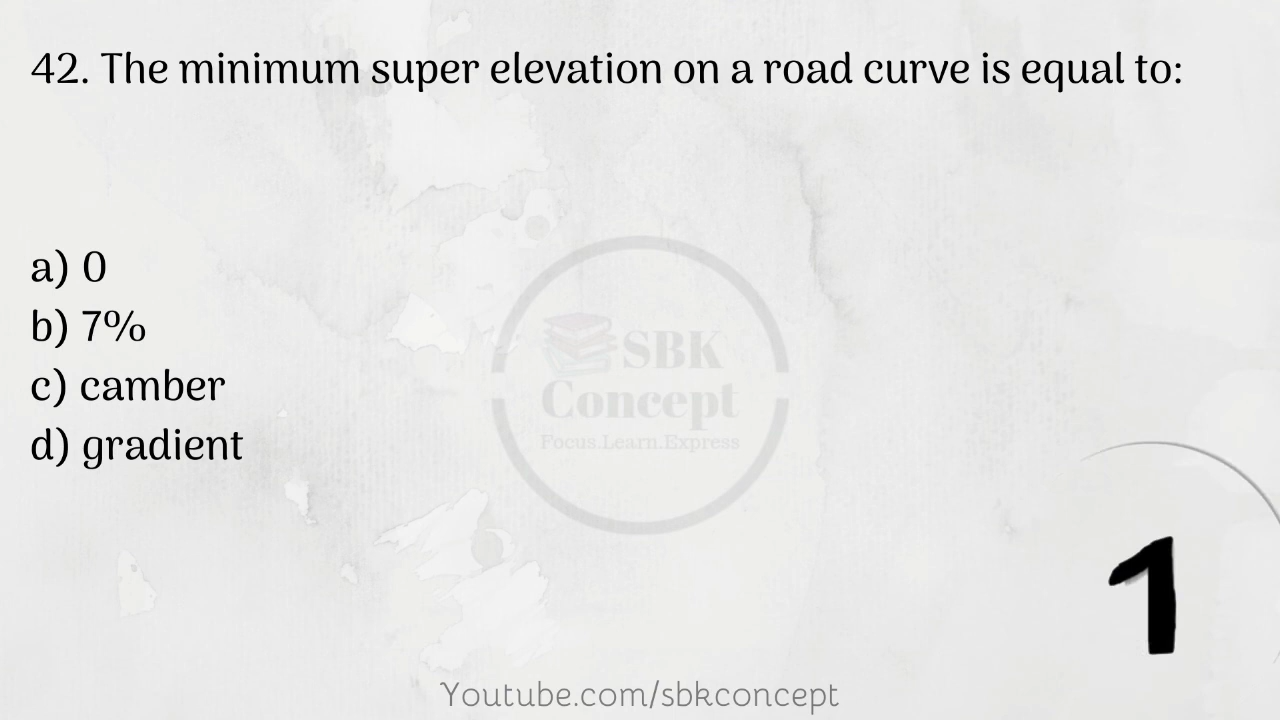 42. The minimum super elevation on a road curve is equal to:
a) 0
b) 7%
c) camber
d) gradient
SBK
Concept
Focus.Learn.Express
1
Youtube.com/sbkconcept